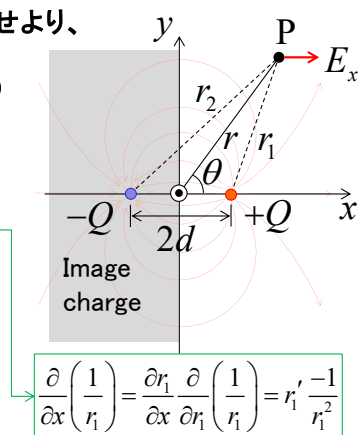 せより、
)
y
P
E_x
r_2
r
r_1
θ
x
−Q
+Q
2d
Image
charge
∂/∂x (1/r_1) = ∂r_1/∂x ∂/∂r_1 (1/r_1) = r_1′ −1/r_1^2